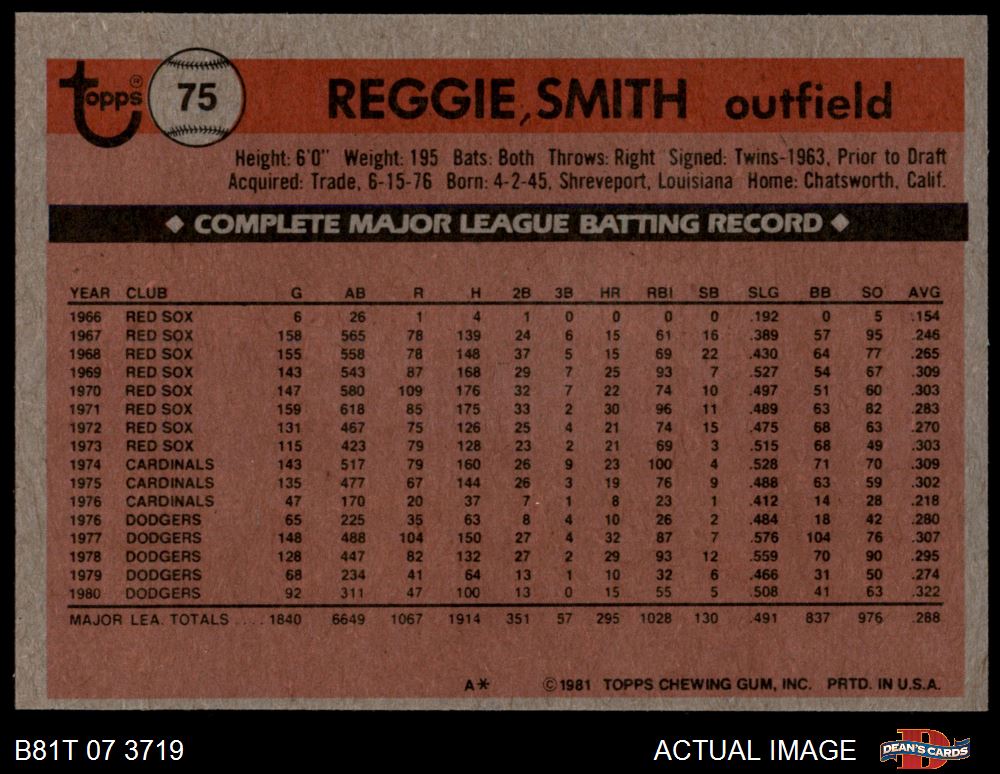 Topps® 75 REGGIE SMITH outfield
Height: 6'0" Weight: 195 Bats: Both Throws: Right Signed: Twins-1963, Prior to Draft
Acquired: Trade, 6-15-76 Born: 4-2-45, Shreveport, Louisiana Home: Chatsworth, Calif.
◆ COMPLETE MAJOR LEAGUE BATTING RECORD ◆
YEAR CLUB G AB R H 2B 3B HR RBI SB SLG BB SO AVG
1966 RED SOX 6 26 1 4 1 0 0 0 0 .192 0 5 .154
1967 RED SOX 158 565 78 139 24 6 15 61 16 .389 57 95 .246
1968 RED SOX 155 558 78 148 37 5 15 69 22 .430 64 77 .265
1969 RED SOX 143 543 87 168 29 7 25 93 7 .527 54 67 .309
1970 RED SOX 147 580 109 176 32 7 22 74 10 .497 51 60 .303
1971 RED SOX 159 618 85 175 33 2 30 96 11 .489 63 82 .283
1972 RED SOX 131 467 75 126 25 4 21 74 15 .475 68 63 .270
1973 RED SOX 115 423 79 128 23 2 21 69 3 .515 68 49 .303
1974 CARDINALS 143 517 79 160 26 9 23 100 4 .528 71 70 .309
1975 CARDINALS 135 477 67 144 26 3 19 76 9 .488 63 59 .302
1976 CARDINALS 47 170 20 37 7 1 8 23 1 .412 14 28 .218
1976 DODGERS 65 225 35 63 8 4 10 26 2 .484 18 42 .280
1977 DODGERS 148 488 104 150 27 4 32 87 7 .576 104 76 .307
1978 DODGERS 128 447 82 132 27 2 29 93 12 .559 70 90 .295
1979 DODGERS 68 234 41 64 13 1 10 32 6 .466 31 50 .274
1980 DODGERS 92 311 47 100 13 0 15 55 5 .508 41 63 .322
MAJOR LEA. TOTALS .... 1840 6649 1067 1914 351 57 295 1028 130 .491 837 976 .288
A* ©1981 TOPPS CHEWING GUM, INC. PRTD. IN U.S.A.
B81T 07 3719 ACTUAL IMAGE D DEAN'S CARDS